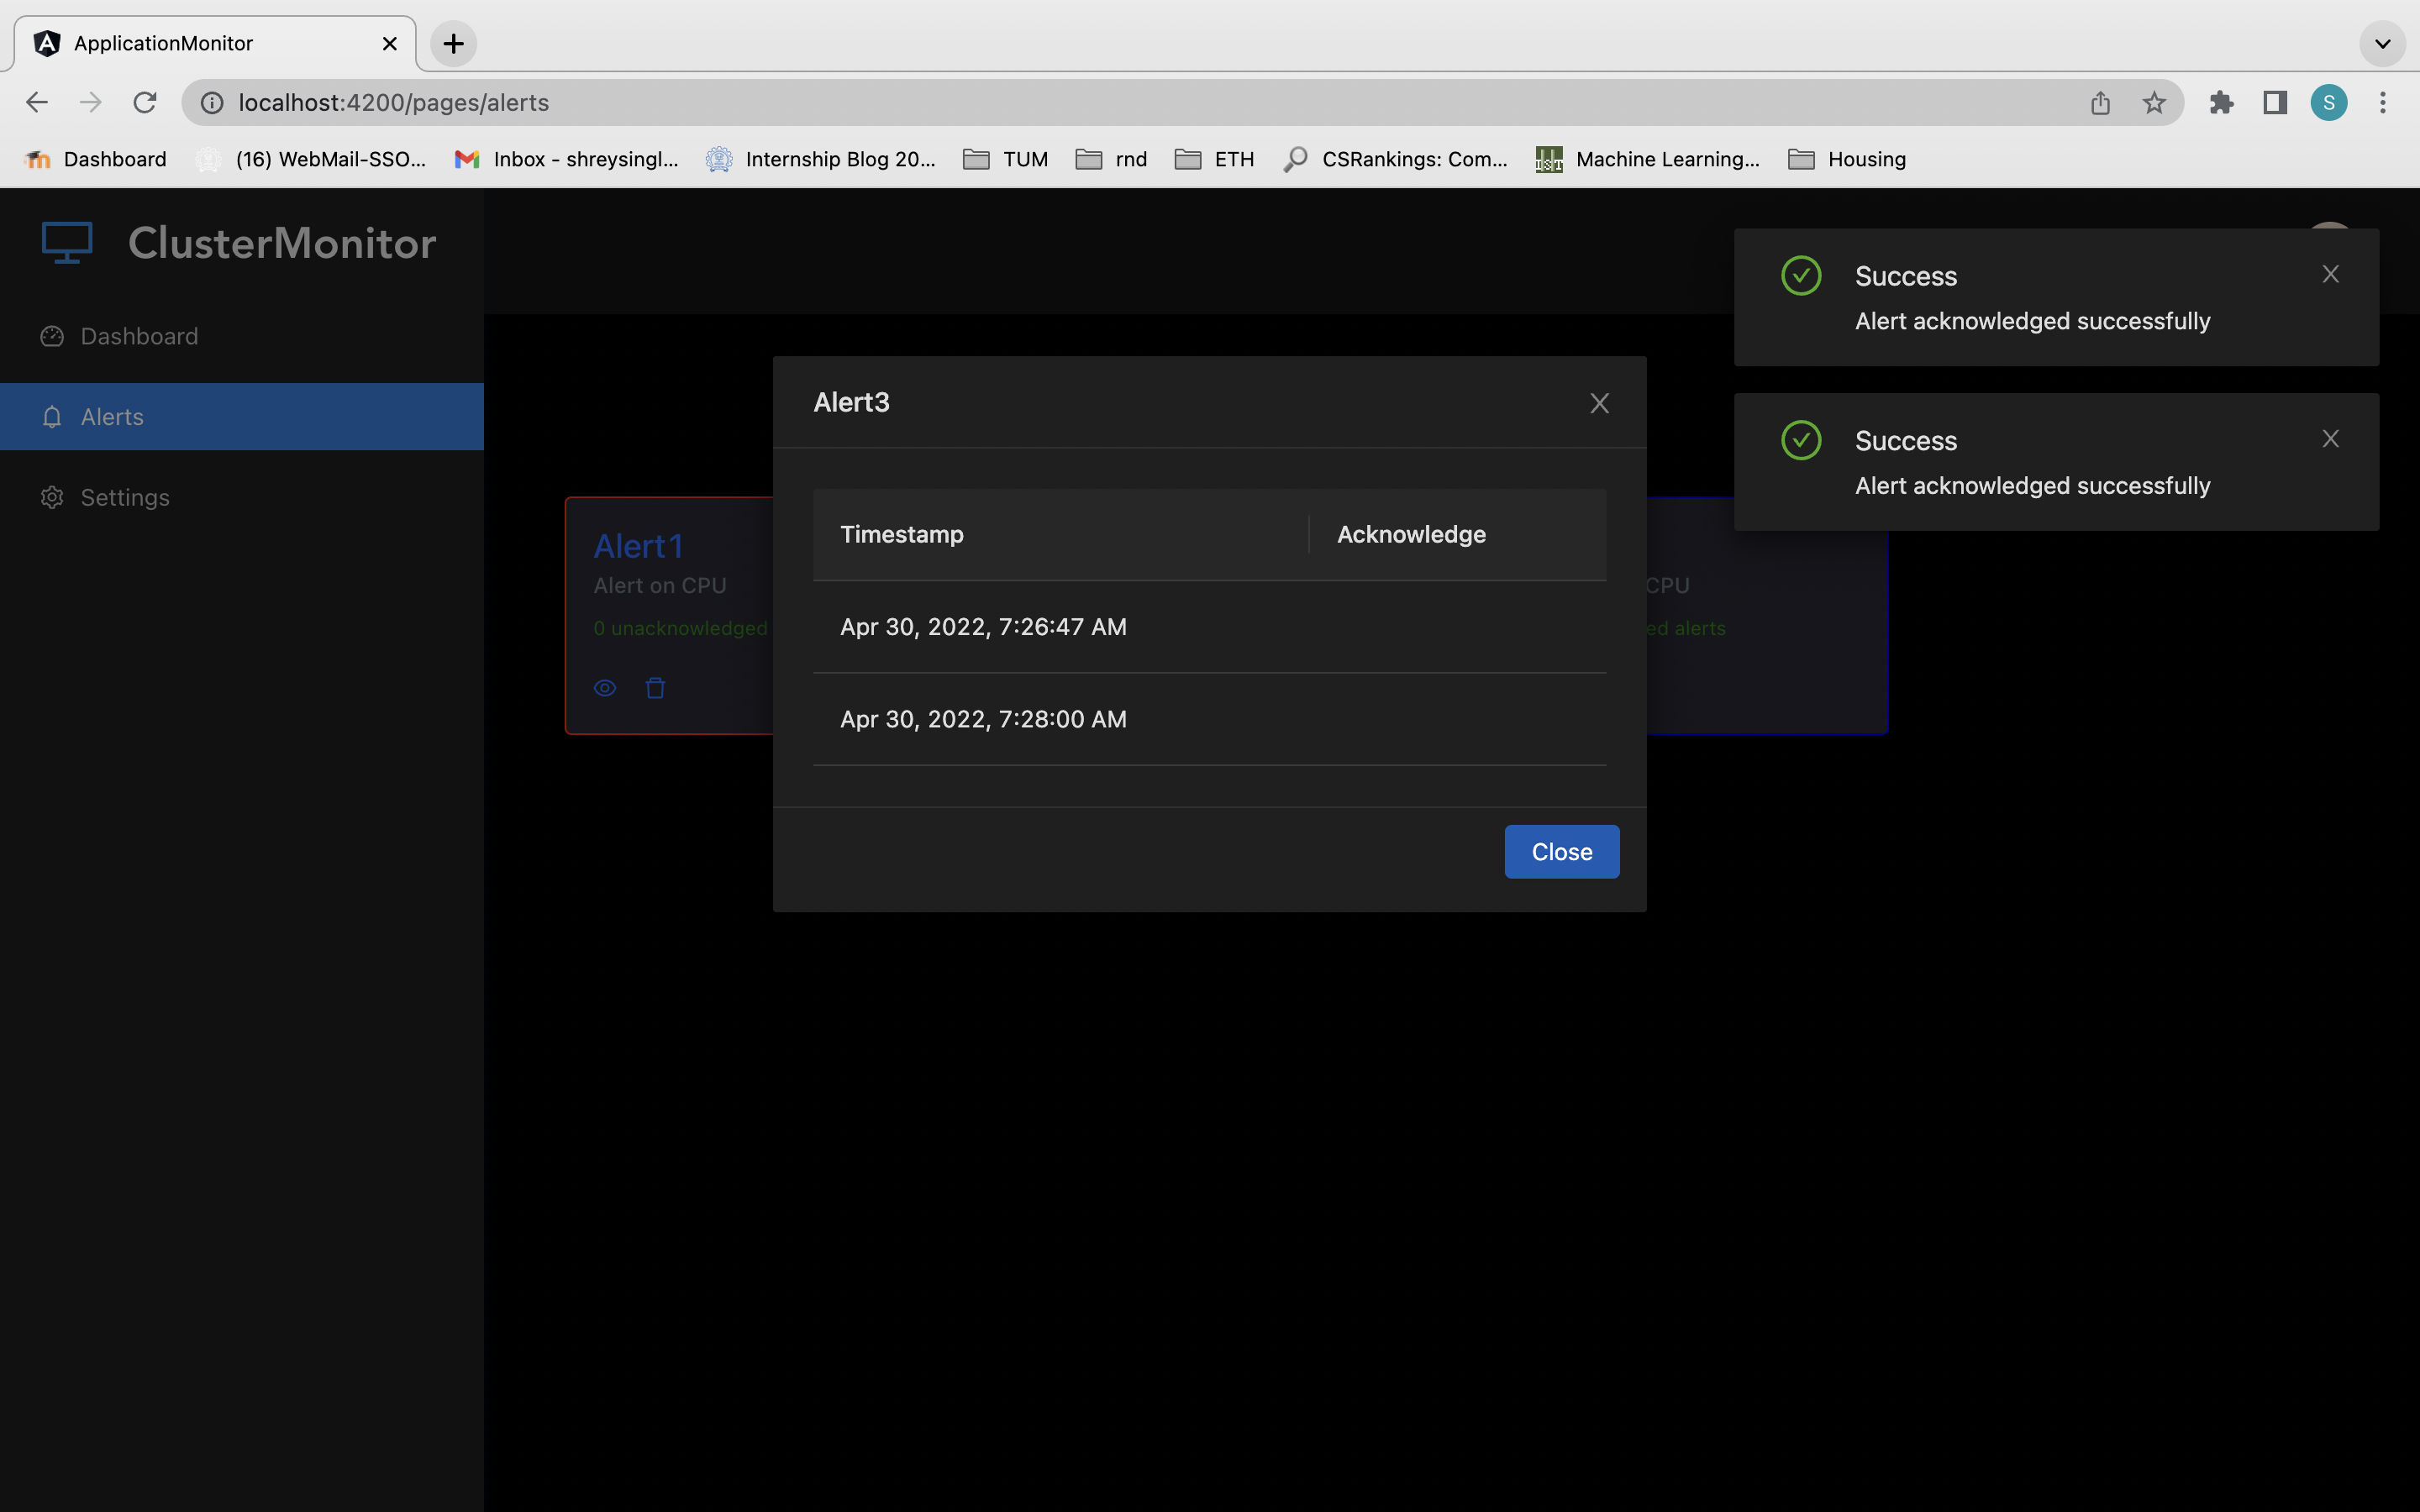 ApplicationMonitor
localhost:4200/pages/alerts
S
Dashboard
(16) WebMail-SSO...
Inbox - shreysingl...
Internship Blog 20...
TUM
rnd
ETH
CSRankings: Com...
Machine Learning...
Housing
ClusterMonitor
Dashboard
Alerts
Settings
Success
Alert acknowledged successfully
Success
Alert acknowledged successfully
Alert1
Alert on CPU
0 unacknowledged
CPU
ed alerts
Alert3
Timestamp
Acknowledge
Apr 30, 2022, 7:26:47 AM
Apr 30, 2022, 7:28:00 AM
Close